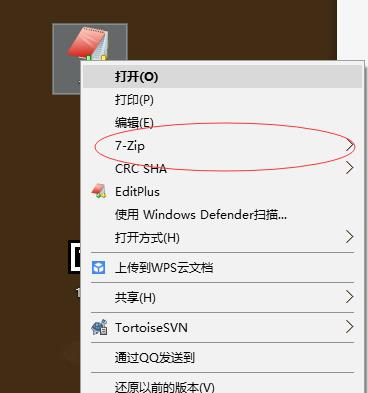 打开(O)
打印(P)
编辑(E)
7-Zip
CRC SHA
EditPlus
使用 Windows Defender扫描...
打开方式(H)
上传到WPS云文档
共享(H)
TortoiseSVN
通过QQ发送到
还原以前的版本(V)